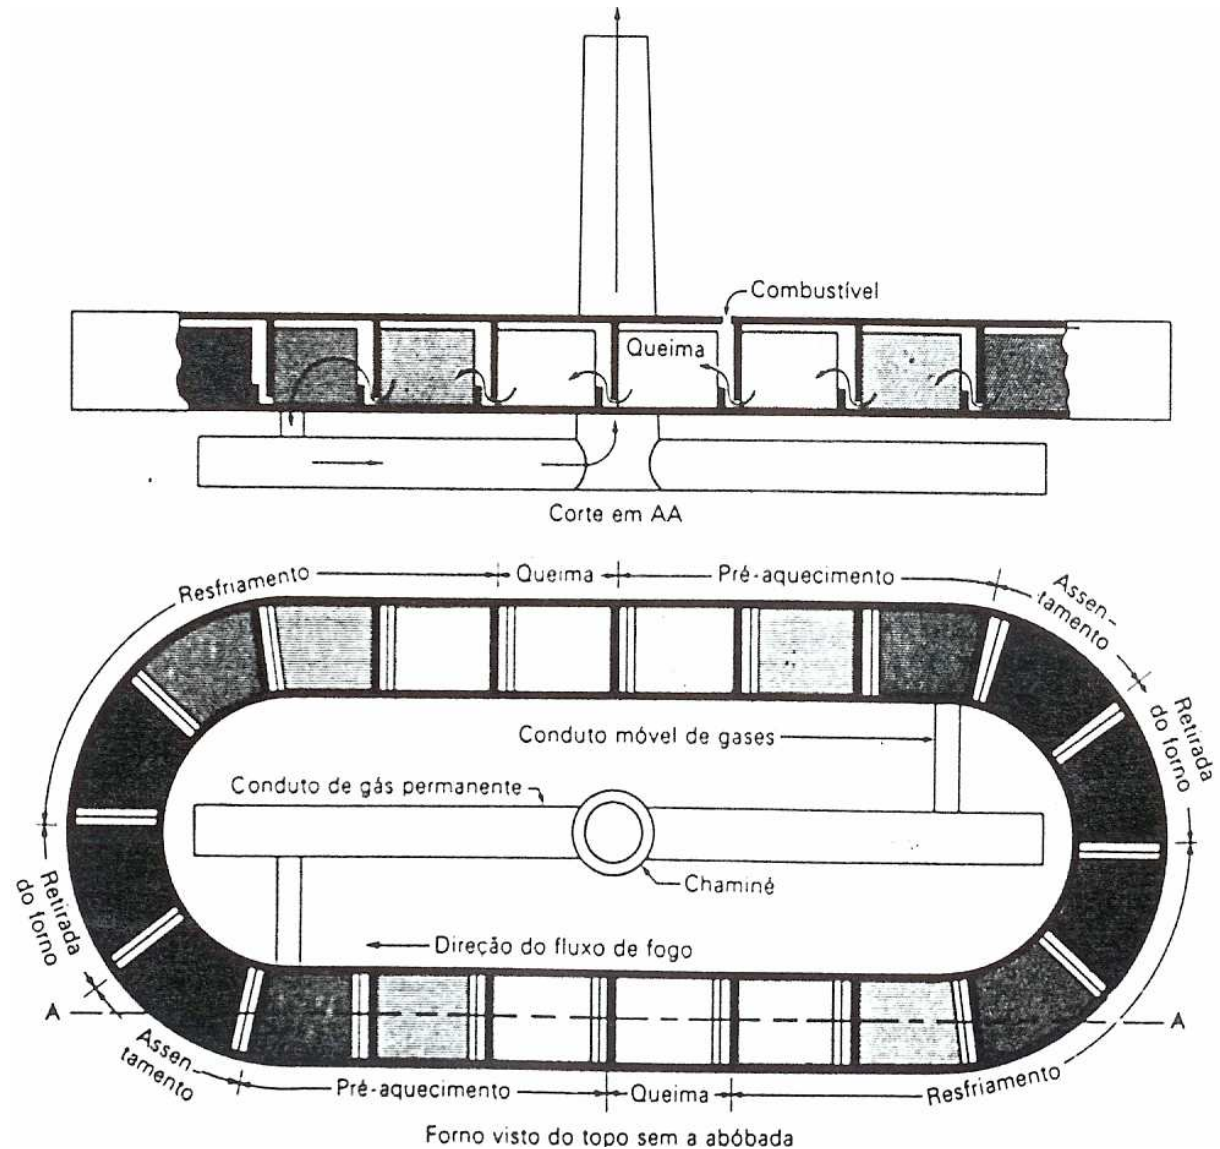 Combustível
Queima
Corte em AA
Resfriamento
Queima
Pré-aquecimento
Assen-
tamento
Retirada
do forno
Conduto móvel de gases
Conduto de gás permanente
Chaminé
Direção do fluxo de fogo
Retirada
do forno
A
A
Assen-
tamento
Pré-aquecimento
Queima
Resfriamento
Forno visto do topo sem a abóbada